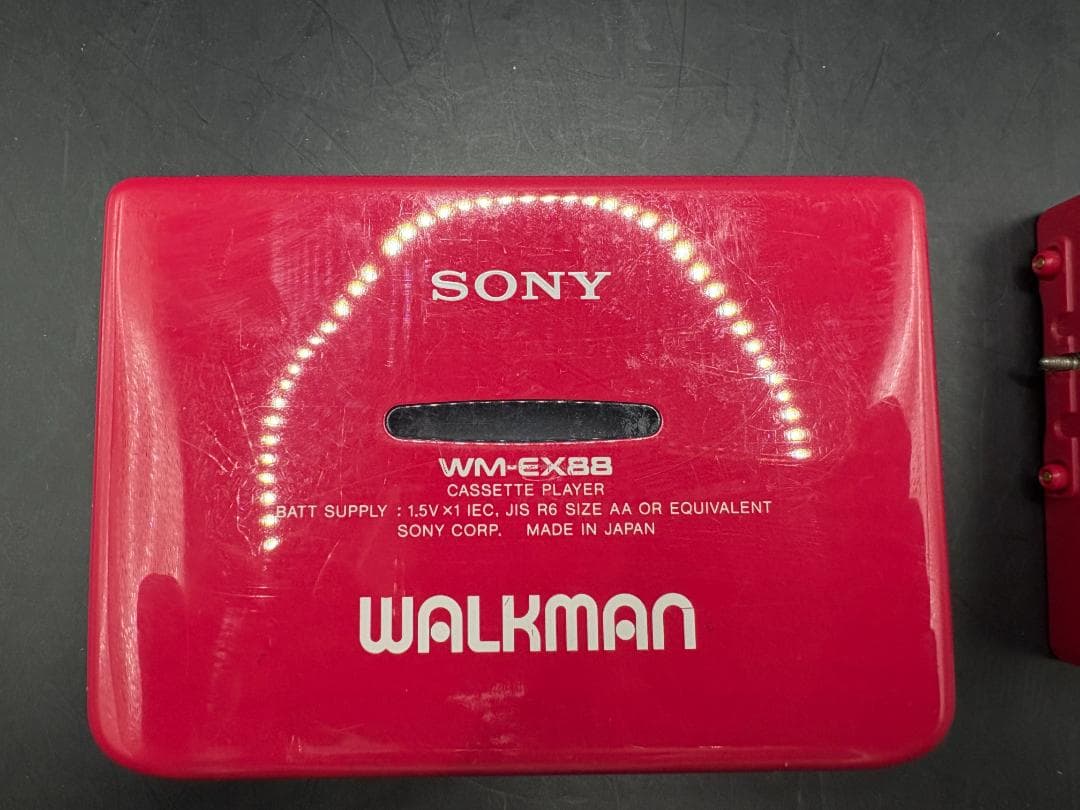 SONY
WM-EX88
CASSETTE PLAYER
BATT SUPPLY : 1.5V×1 IEC, JIS R6 SIZE AA OR EQUIVALENT
SONY CORP. MADE IN JAPAN
WALKMAN